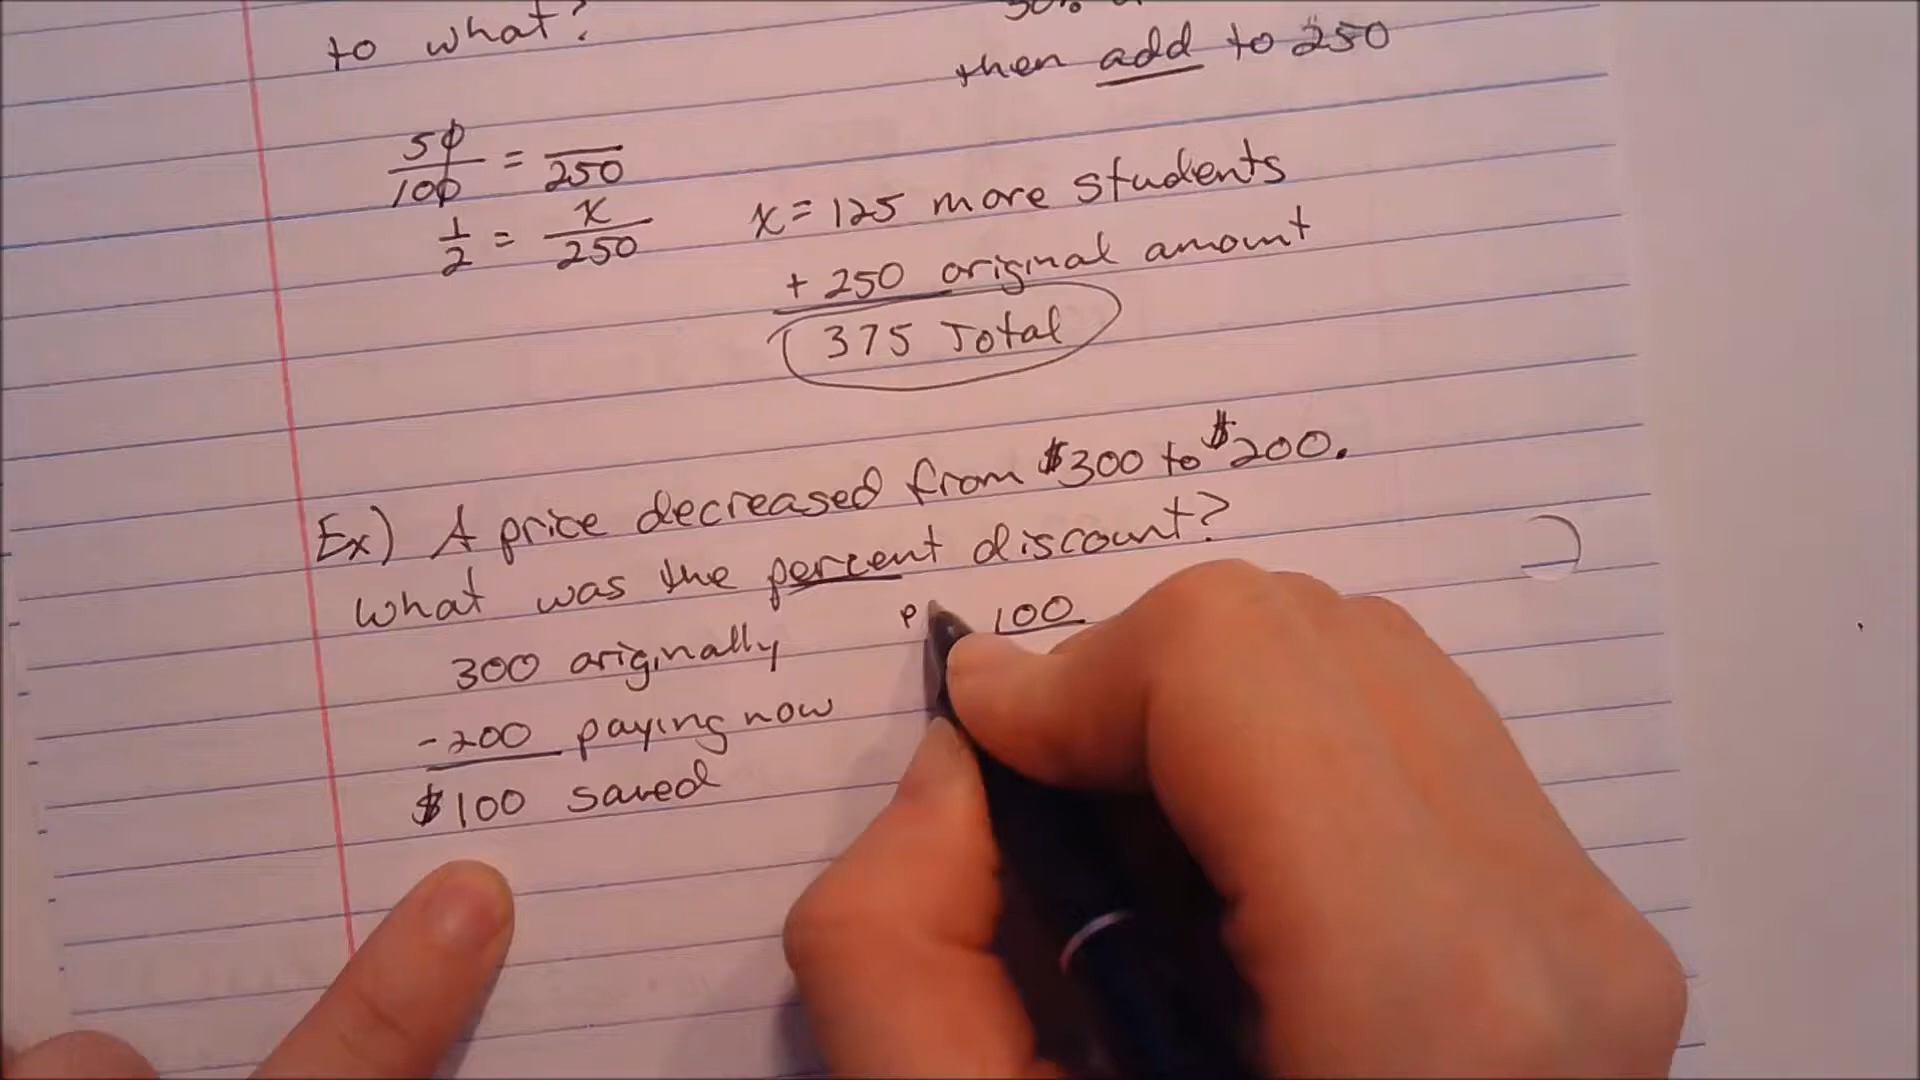 to what?
50%
then add to 250
50/100 = /250
1/2 = x/250
x = 125 more students
+ 250 original amount
375 Total
Ex) A price decreased from $300 to $200.
What was the percent discount?
300 originally
- 200 paying now
$100 saved
P 100